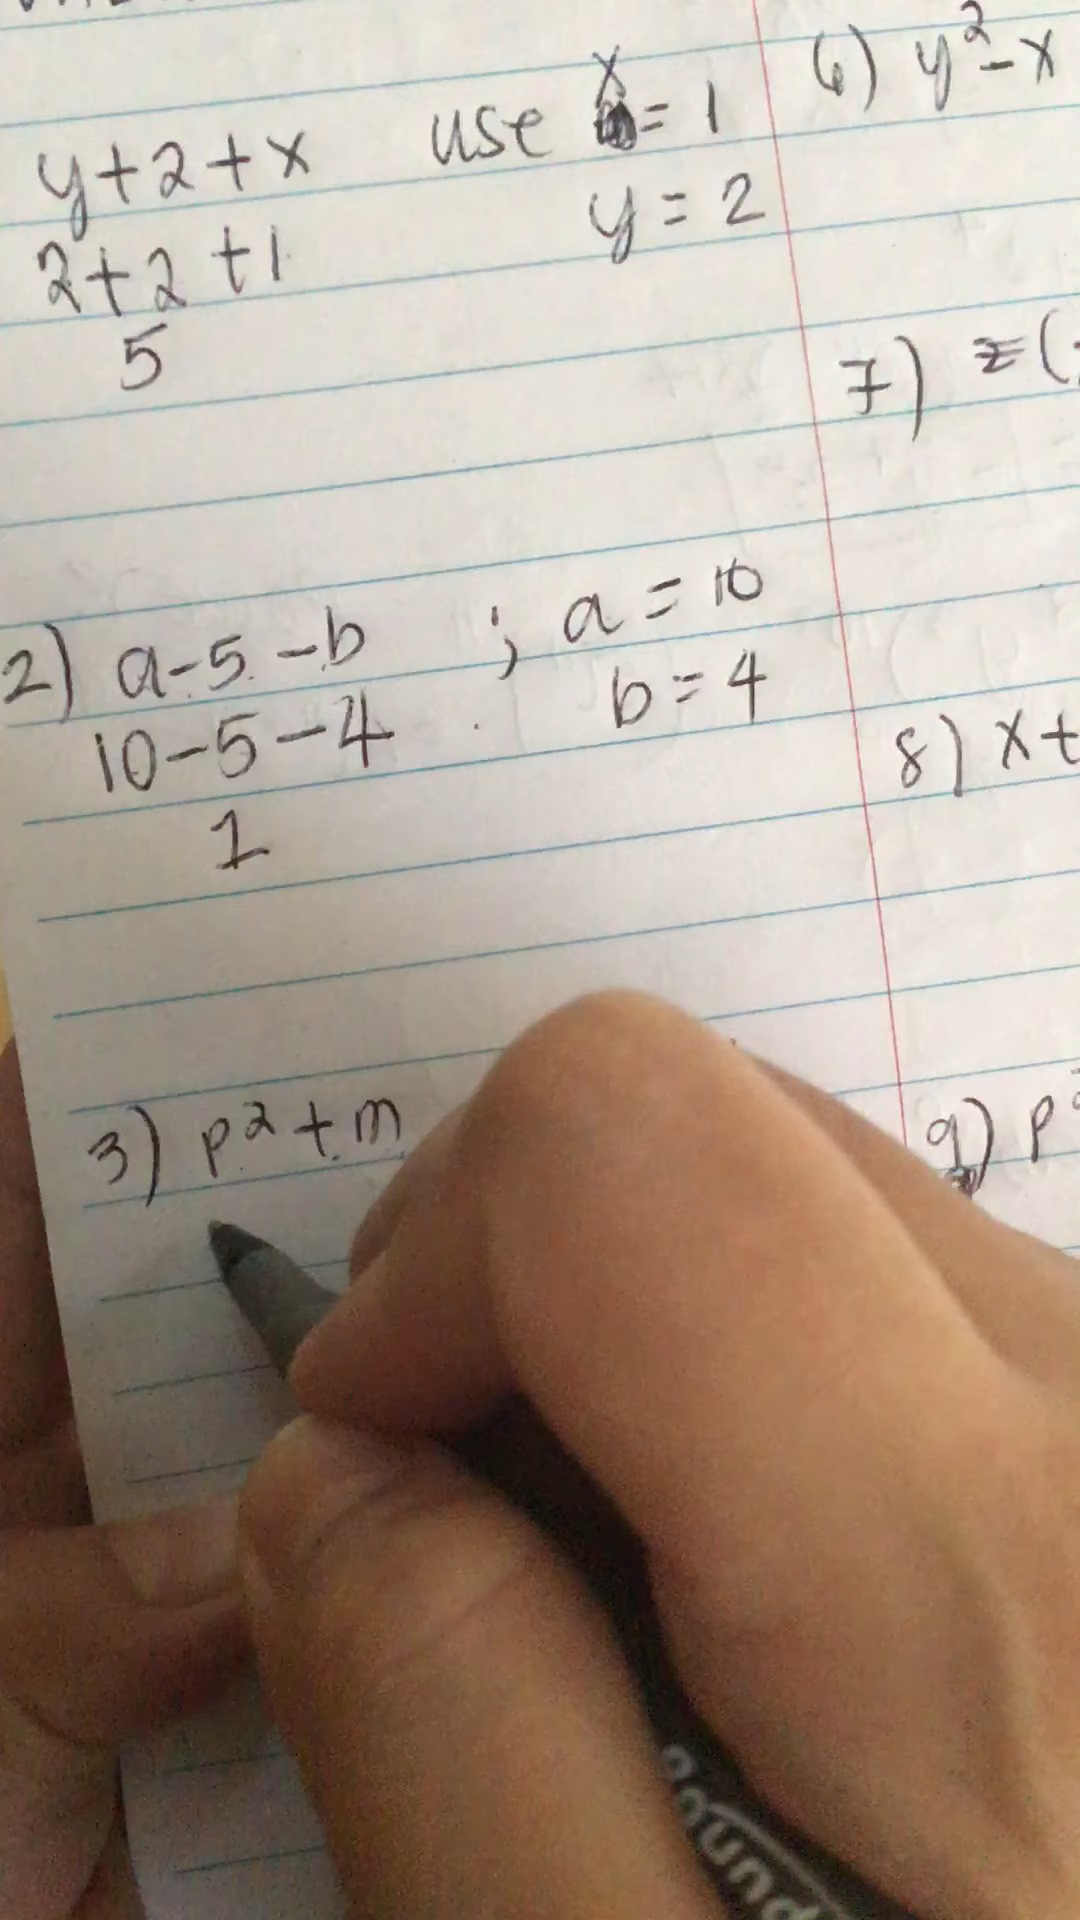 y+2+x use x = 1
2+2+1 y = 2
5
2) a-5-b ; a = 10
10-5-4 b = 4
1
3) p²+m
6) y²-x
7) z(
8) x+
9) p
ound